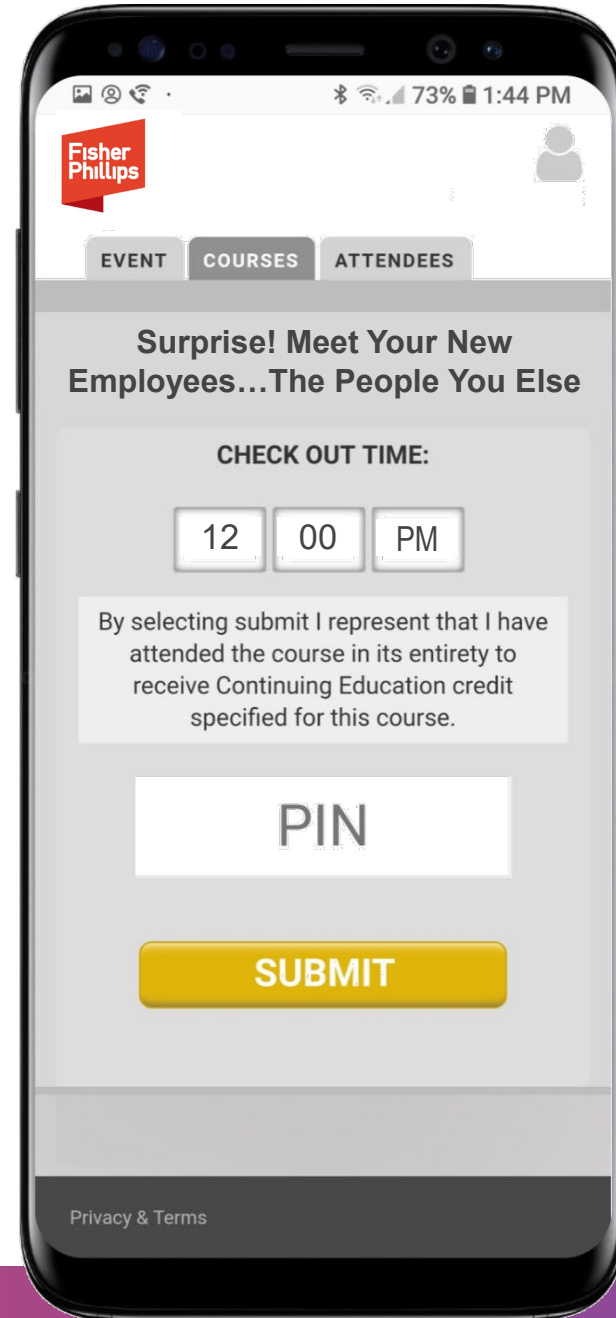 73% 1:44 PM
Fisher
Phillips
EVENT COURSES ATTENDEES
Surprise! Meet Your New
Employees…The People You Else
CHECK OUT TIME:
12 00 PM
By selecting submit I represent that I have
attended the course in its entirety to
receive Continuing Education credit
specified for this course.
PIN
SUBMIT
Privacy & Terms